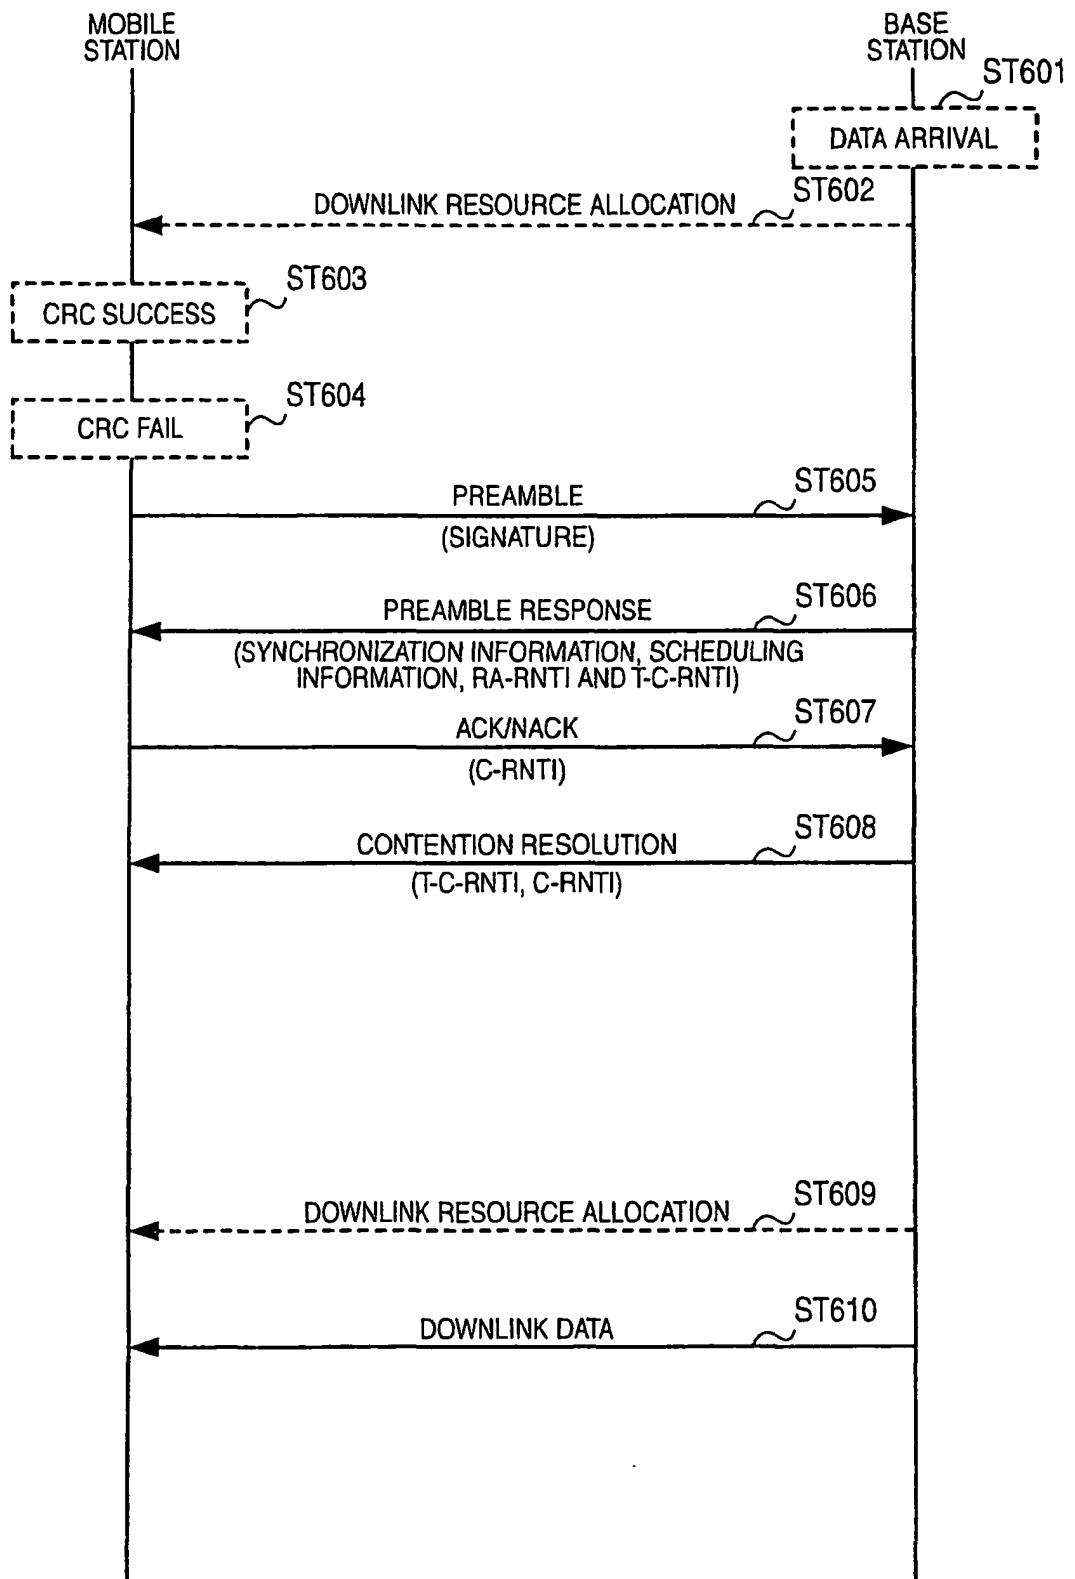 MOBILE
STATION
BASE
STATION
ST601
DATA ARRIVAL
ST602
DOWNLINK RESOURCE ALLOCATION
ST603
CRC SUCCESS
ST604
CRC FAIL
ST605
PREAMBLE
(SIGNATURE)
ST606
PREAMBLE RESPONSE
(SYNCHRONIZATION INFORMATION, SCHEDULING
INFORMATION, RA-RNTI AND T-C-RNTI)
ST607
ACK/NACK
(C-RNTI)
ST608
CONTENTION RESOLUTION
(T-C-RNTI, C-RNTI)
ST609
DOWNLINK RESOURCE ALLOCATION
ST610
DOWNLINK DATA